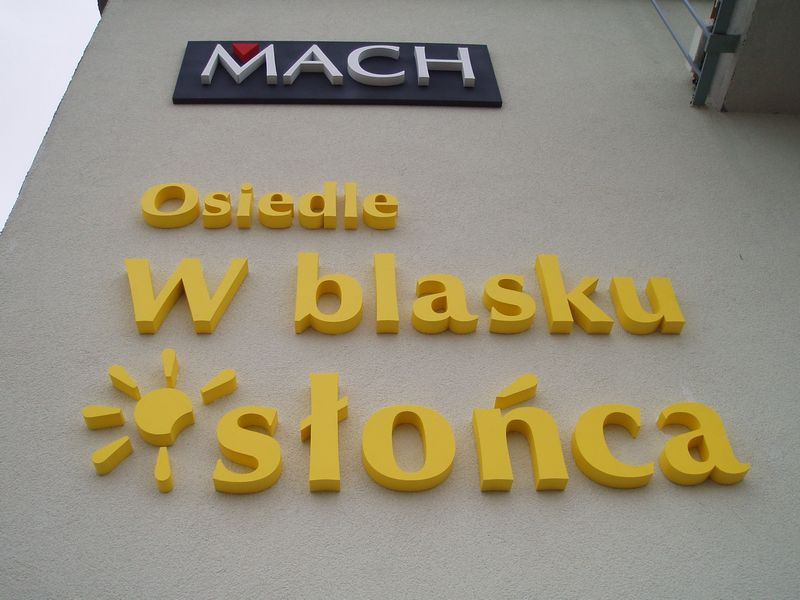 MACH
Osiedle
W blasku
słońca